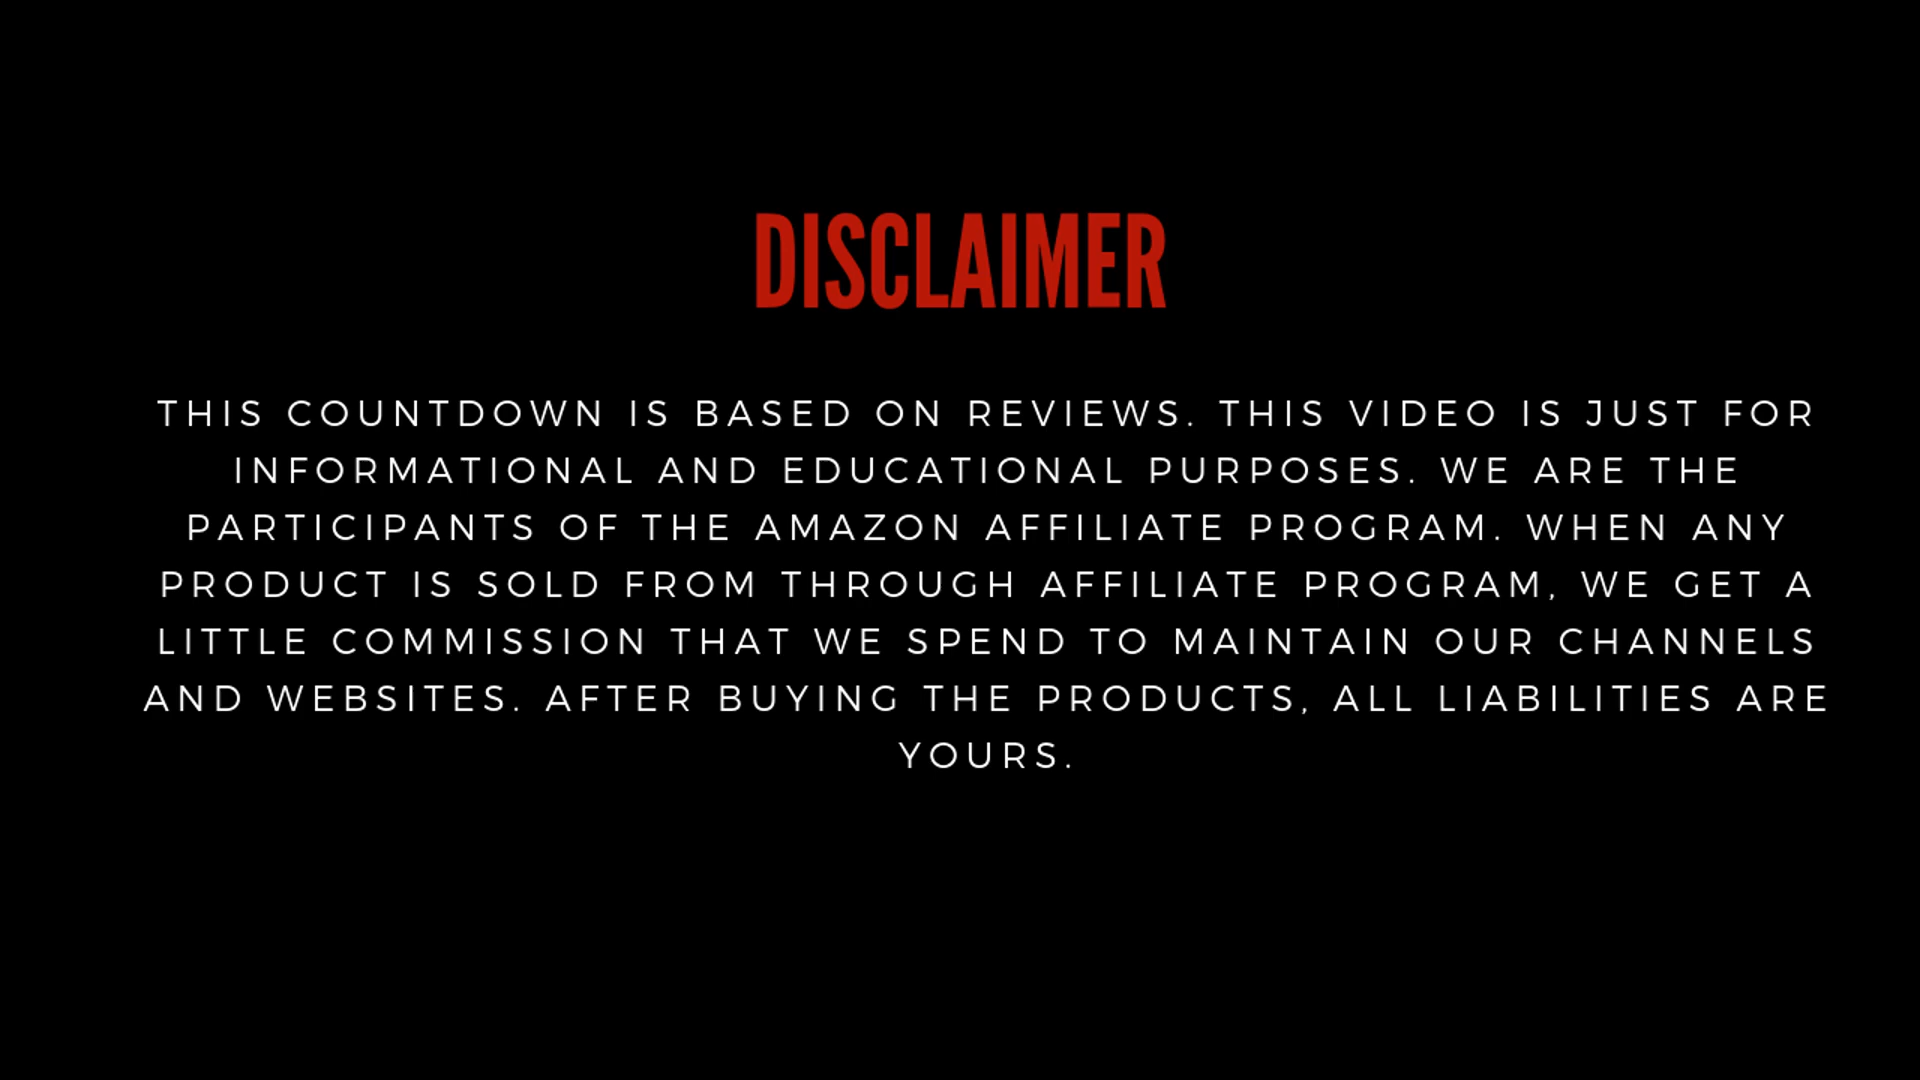 DISCLAIMER
THIS COUNTDOWN IS BASED ON REVIEWS. THIS VIDEO IS JUST FOR
INFORMATIONAL AND EDUCATIONAL PURPOSES. WE ARE THE
PARTICIPANTS OF THE AMAZON AFFILIATE PROGRAM. WHEN ANY
PRODUCT IS SOLD FROM THROUGH AFFILIATE PROGRAM, WE GET A
LITTLE COMMISSION THAT WE SPEND TO MAINTAIN OUR CHANNELS
AND WEBSITES. AFTER BUYING THE PRODUCTS, ALL LIABILITIES ARE
YOURS.